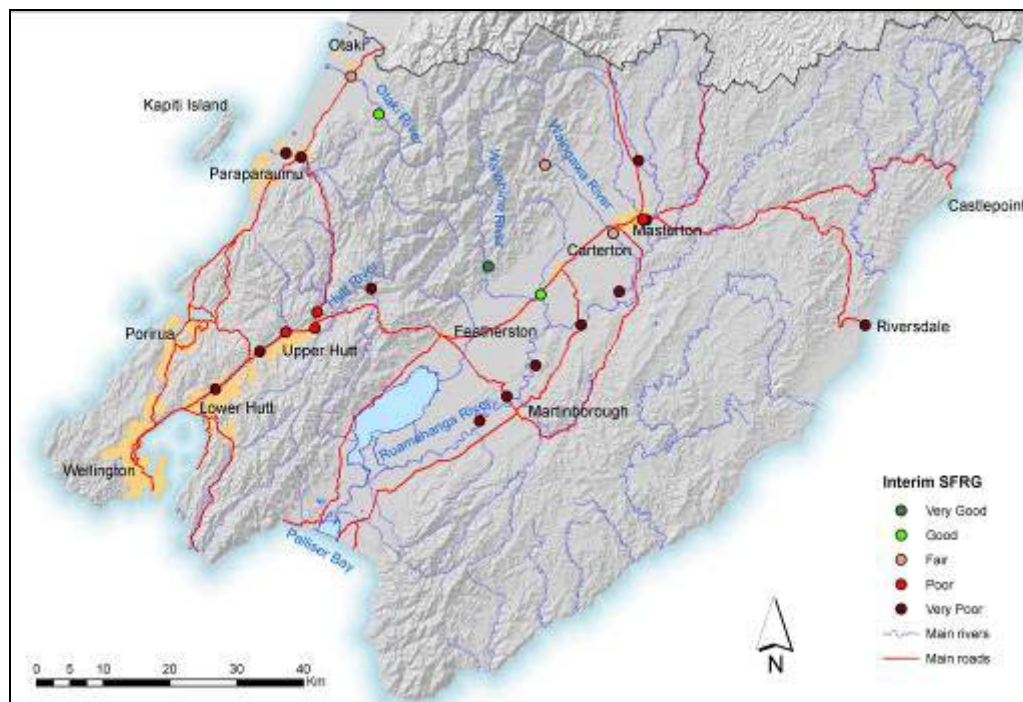 Otaki
Kapiti Island
Otaki River
Waiohine River
Waingawa River
Paraparaumu
Castlepoint
Masterton
Carterton
Hutt River
Porirua
Featherston
Riversdale
Upper Hutt
Lower Hutt
Martinborough
Ruamahanga River
Wellington
Palliser Bay
Interim SFRG
Very Good
Good
Fair
Poor
Very Poor
Main rivers
Main roads
0 5 10 20 30 40
Km
N